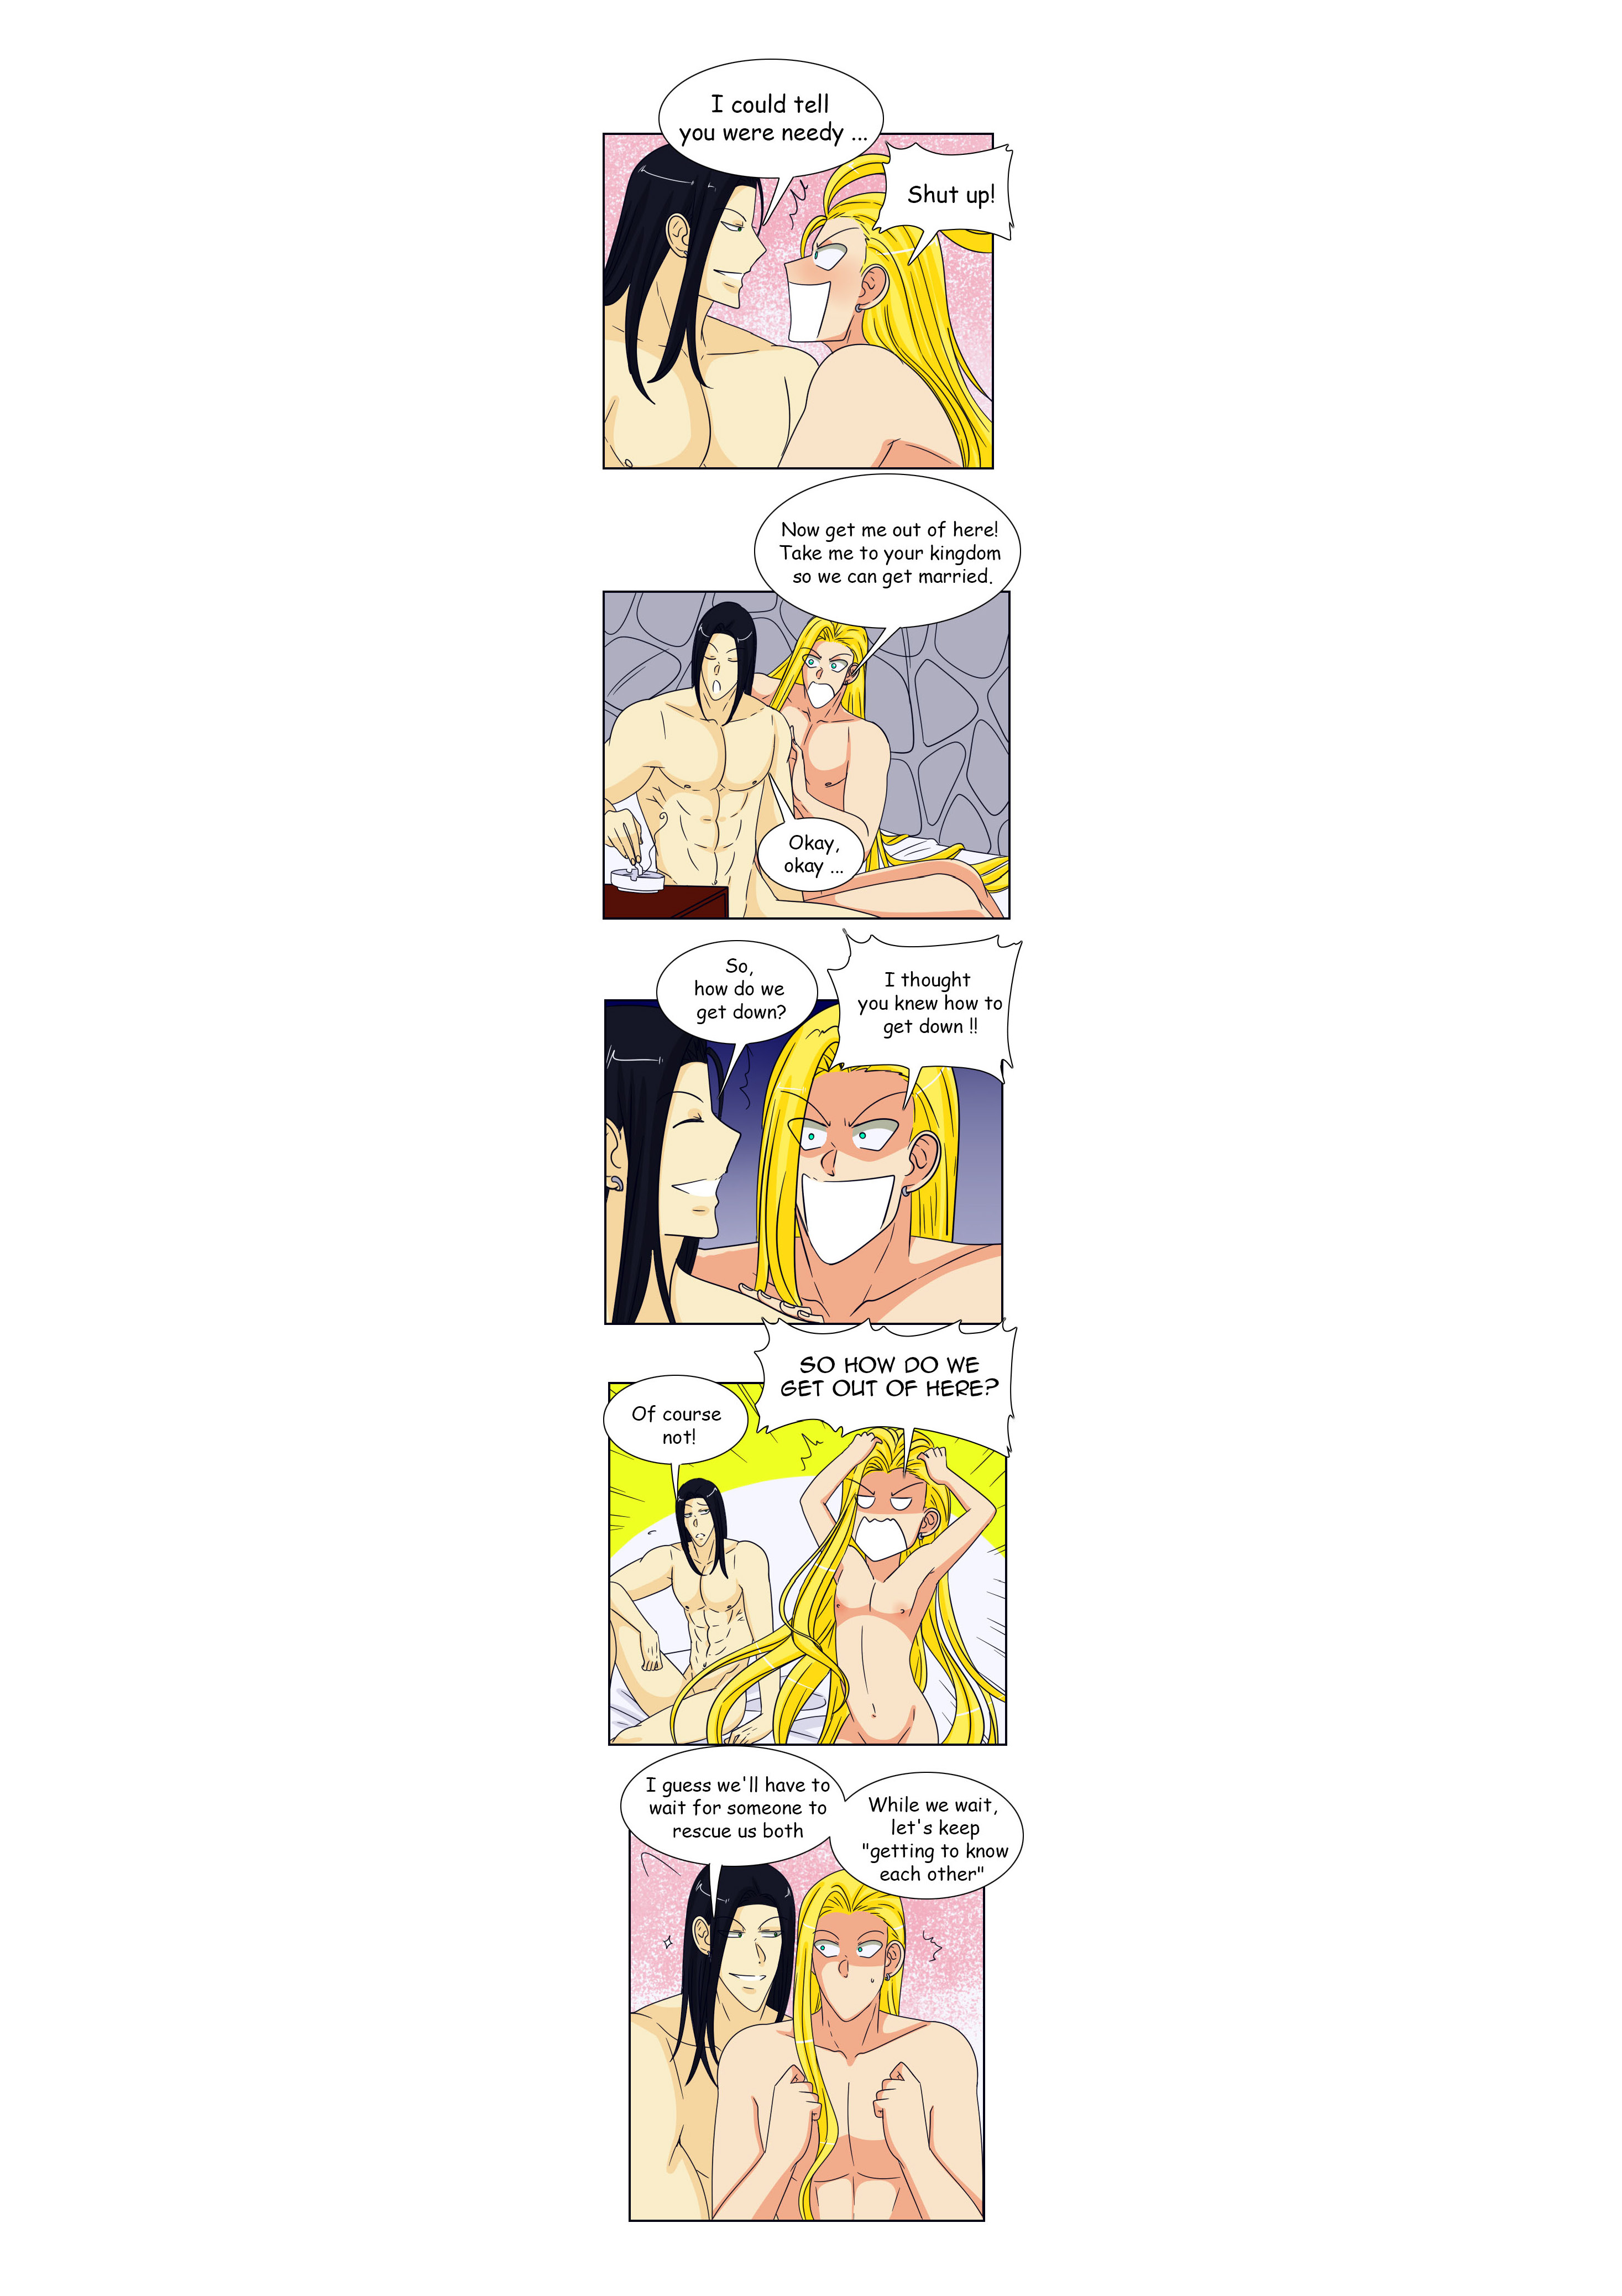 I could tell
you were needy ...
Shut up!
Now get me out of here!
Take me to your kingdom
so we can get married.
Okay,
okay ...
So,
how do we
get down?
I thought
you knew how to
get down !!
Of course
not!
SO HOW DO WE
GET OUT OF HERE?
I guess we'll have to
wait for someone to
rescue us both
While we wait,
let's keep
"getting to know
each other"